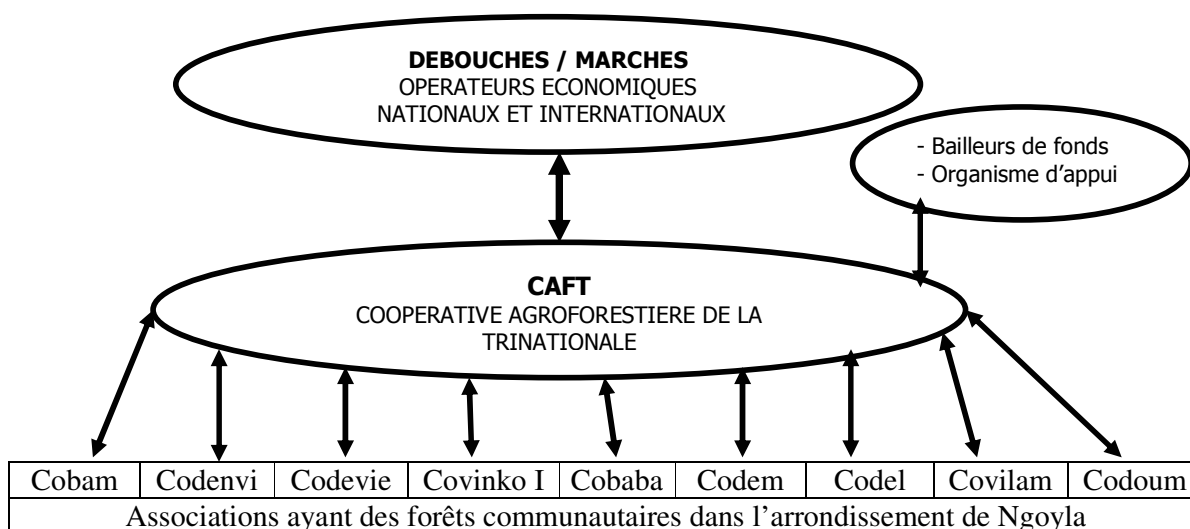 DEBOUCHES / MARCHES
OPERATEURS ECONOMIQUES
NATIONAUX ET INTERNATIONAUX
- Bailleurs de fonds
- Organisme d'appui
CAFT
COOPERATIVE AGROFORESTIERE DE LA
TRINATIONALE
Cobam Codenvi Codevie Covinko I Cobaba Codem Codel Covilam Codoum
Associations ayant des forêts communautaires dans l'arrondissement de Ngoyla